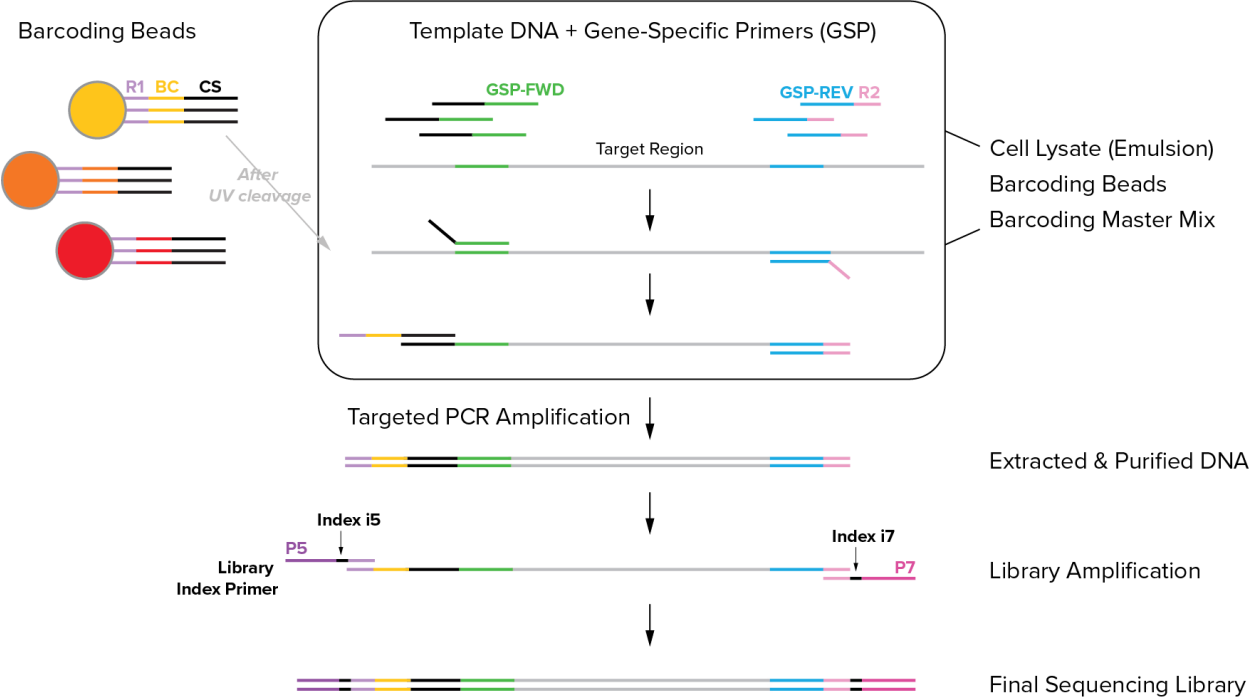 Barcoding Beads
Template DNA + Gene-Specific Primers (GSP)
R1 BC CS
GSP-FWD
GSP-REV R2
Target Region
After
UV cleavage
Cell Lysate (Emulsion)
Barcoding Beads
Barcoding Master Mix
Targeted PCR Amplification
Extracted & Purified DNA
Index i5
P5
Library
Index Primer
Index i7
P7
Library Amplification
Final Sequencing Library